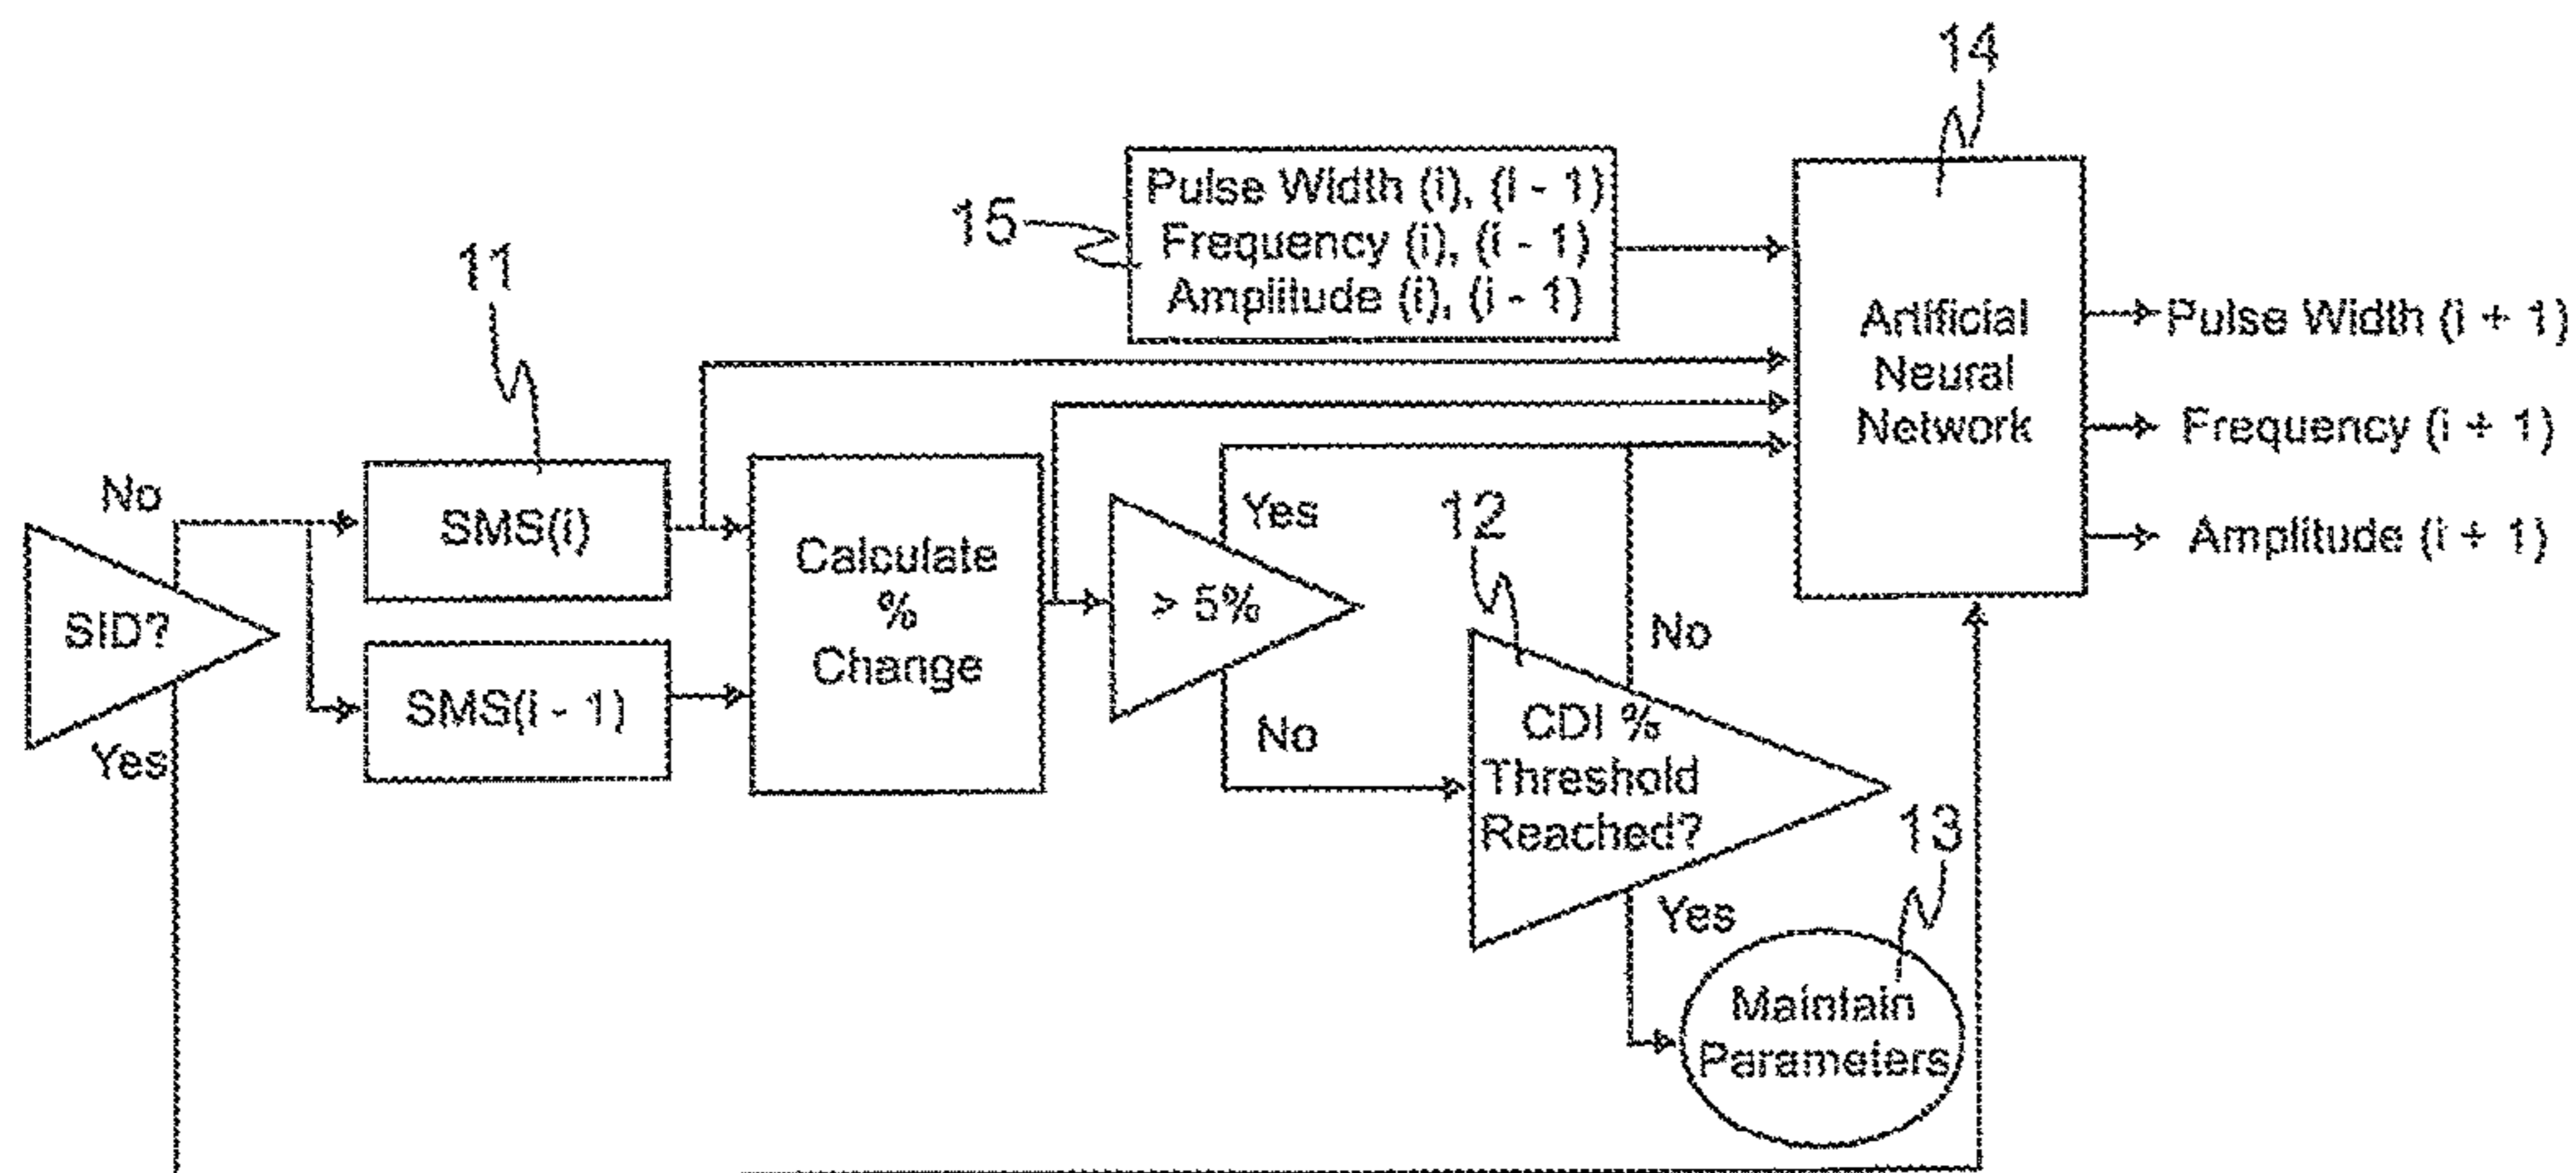 14
15
Pulse Width (i), (i - 1)
Frequency (i), (i - 1)
Amplitude (i), (i - 1)
11
Artificial
Neural
Network
Pulse Width (i + 1)
Frequency (i + 1)
Amplitude (i + 1)
No
SID?
Yes
SMS(i)
SMS(i - 1)
Calculate
%
Change
> 5%
Yes
No
12
CDI %
Threshold
Reached?
No
Yes
13
Maintain
Parameters